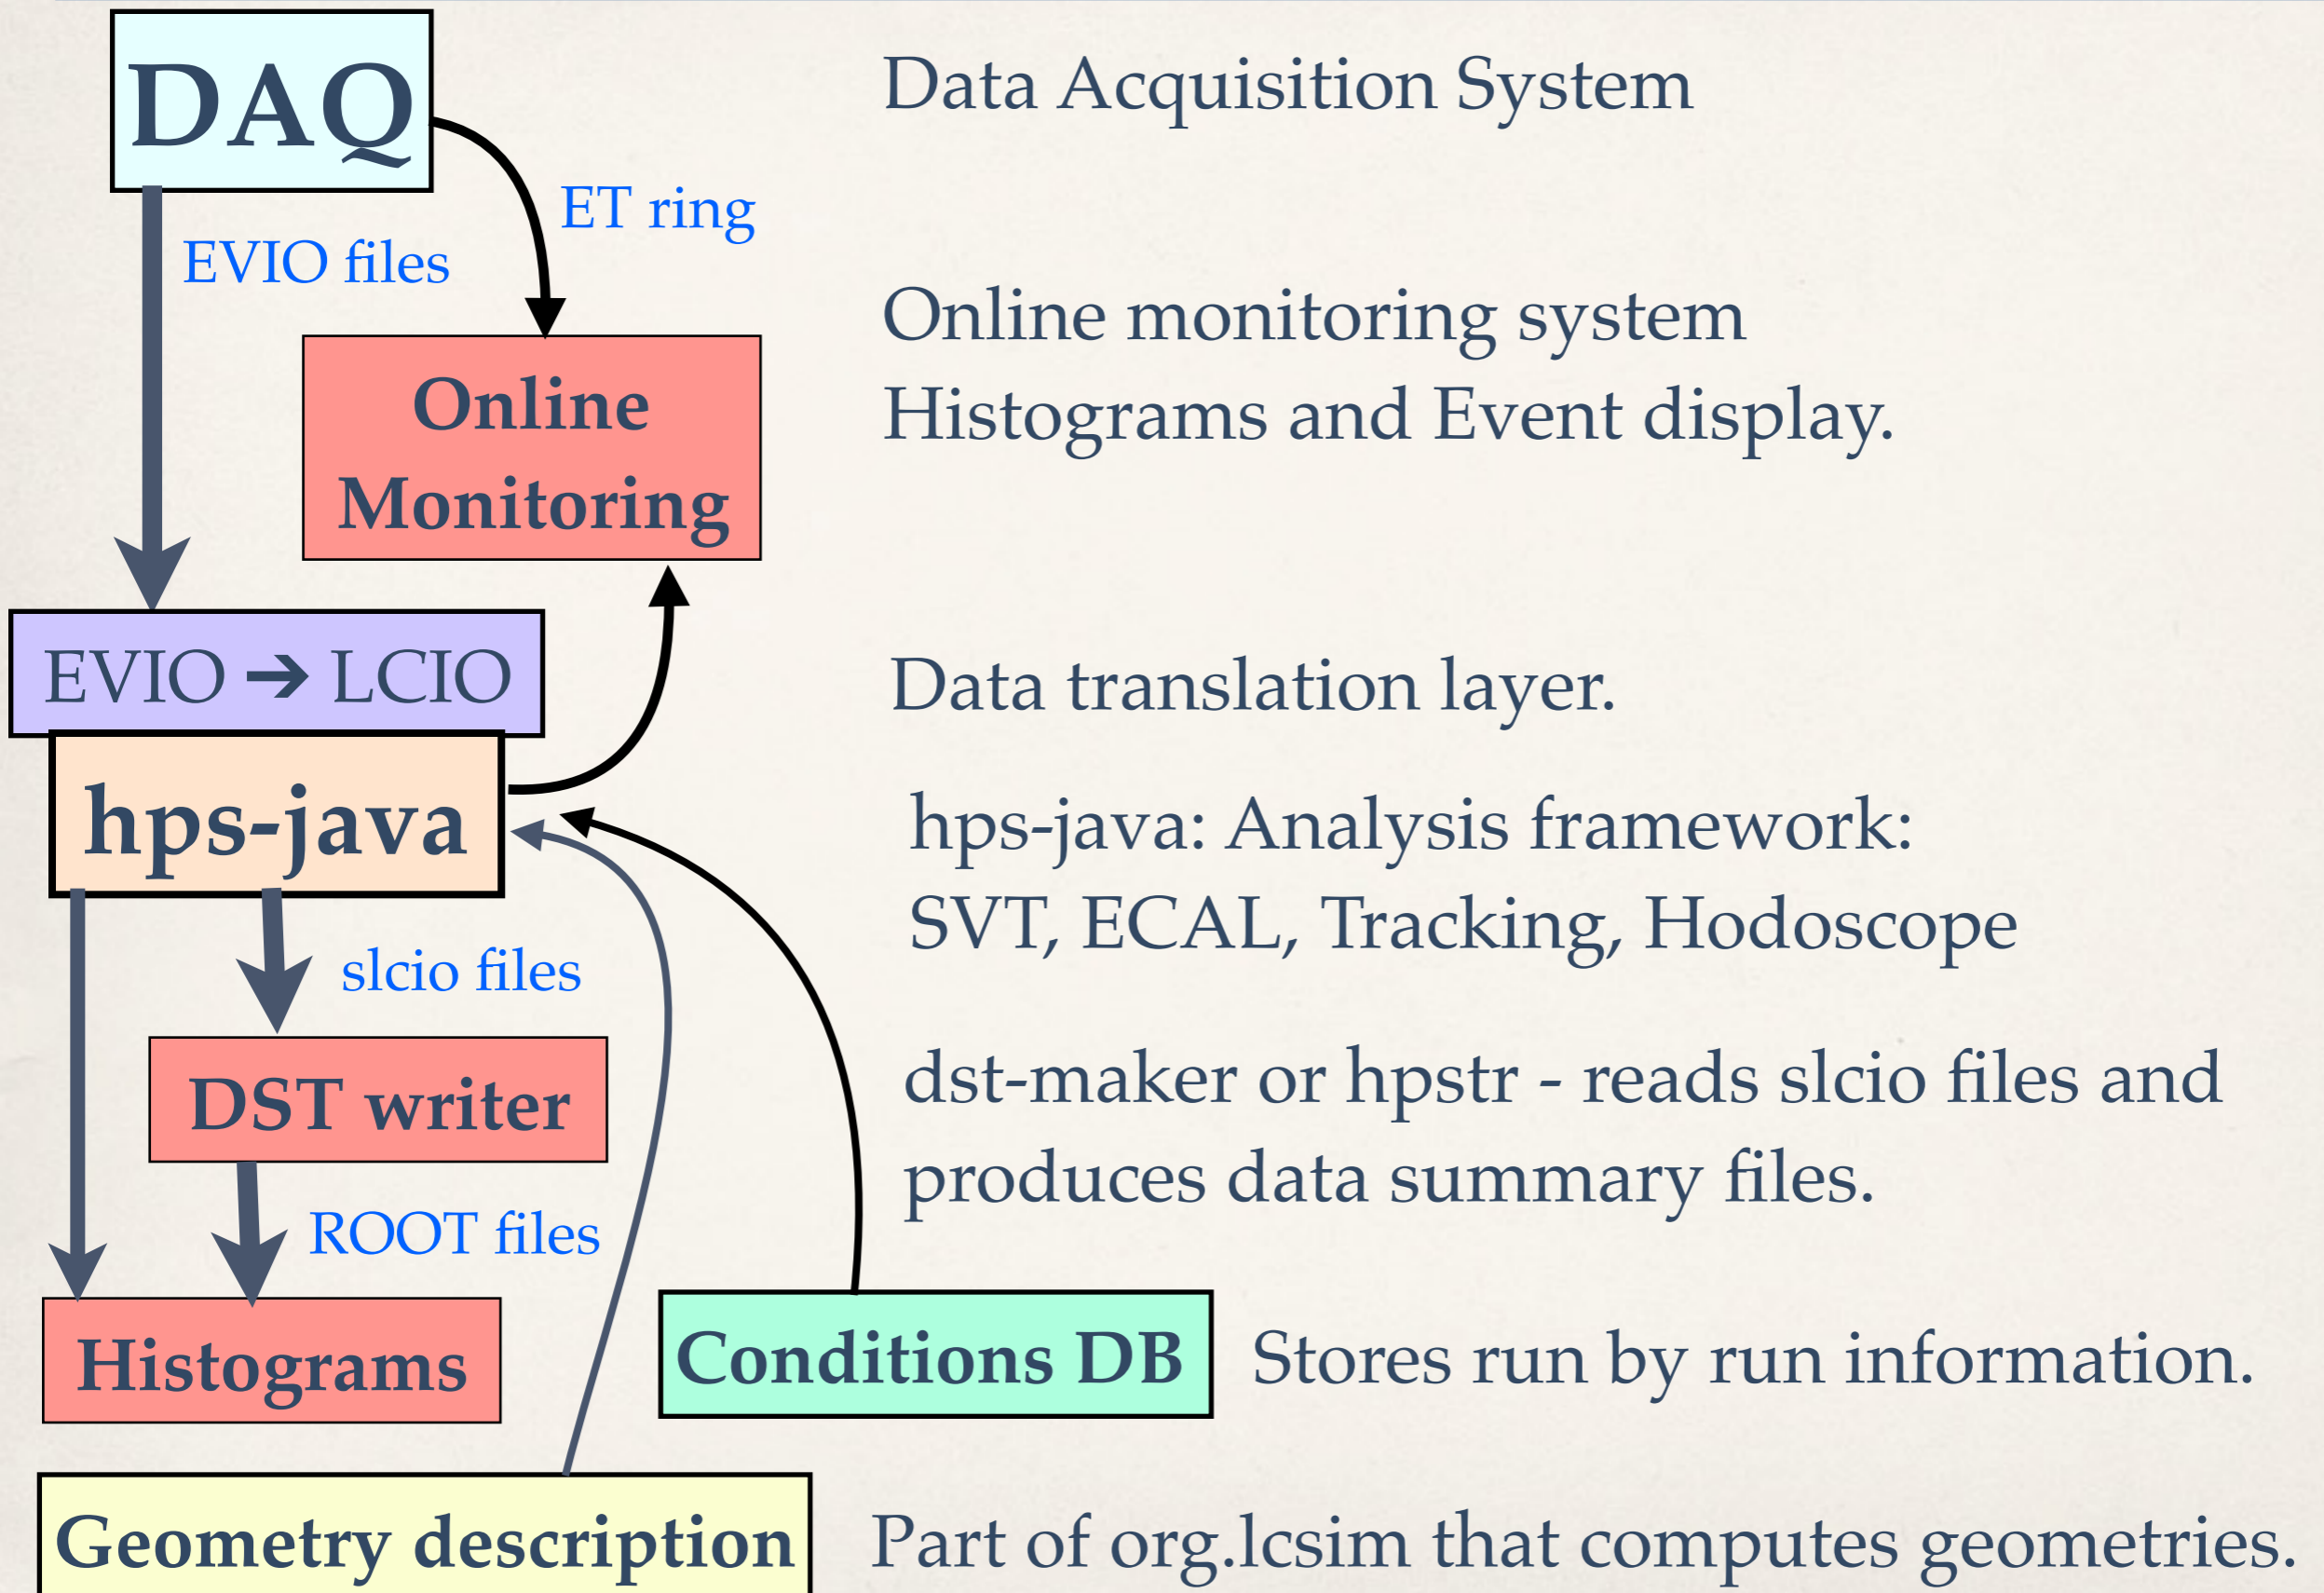 DAQ
Data Acquisition System
ET ring
EVIO files
Online monitoring system
Histograms and Event display.
Online
Monitoring
EVIO ➔ LCIO
Data translation layer.
hps-java
hps-java: Analysis framework:
SVT, ECAL, Tracking, Hodoscope
slcio files
DST writer
dst-maker or hpstr - reads slcio files and
produces data summary files.
ROOT files
Histograms
Conditions DB
Stores run by run information.
Geometry description
Part of org.lcsim that computes geometries.